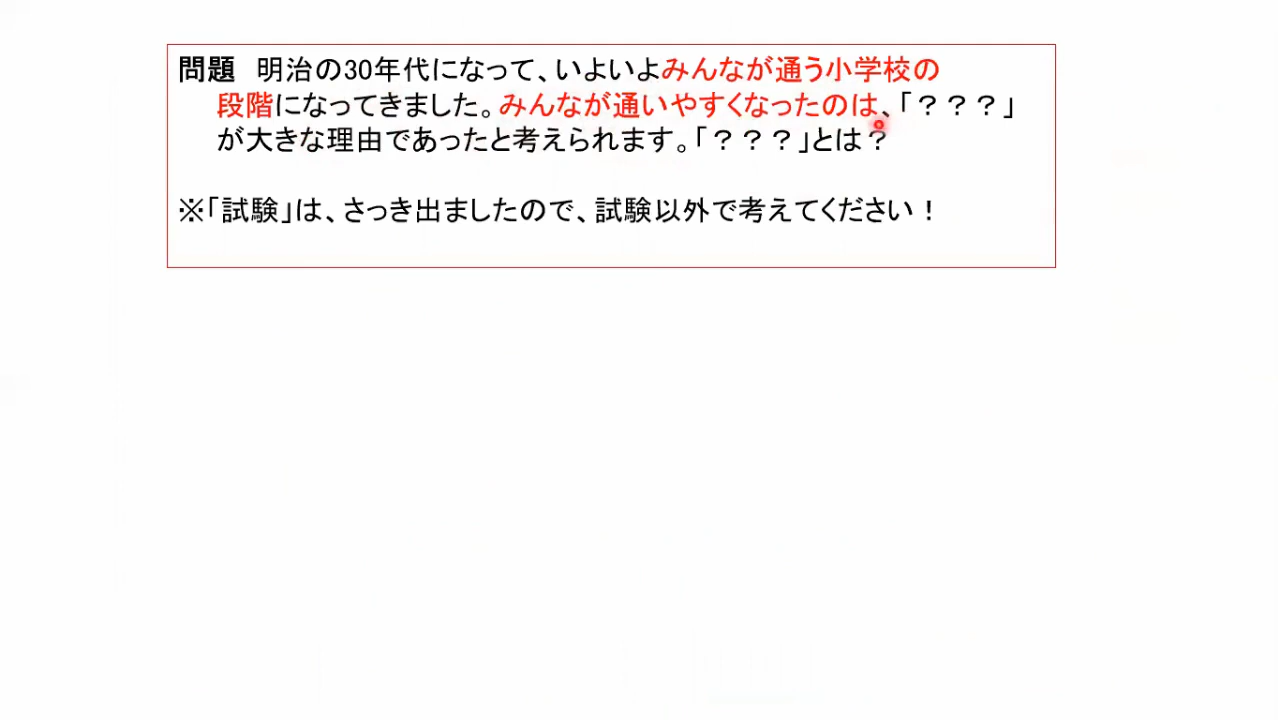 問題　明治の30年代になって、いよいよみんなが通う小学校の
段階になってきました。みんなが通いやすくなったのは、「？？？」
が大きな理由であったと考えられます。「？？？」とは？
※「試験」は、さっき出ましたので、試験以外で考えてください！